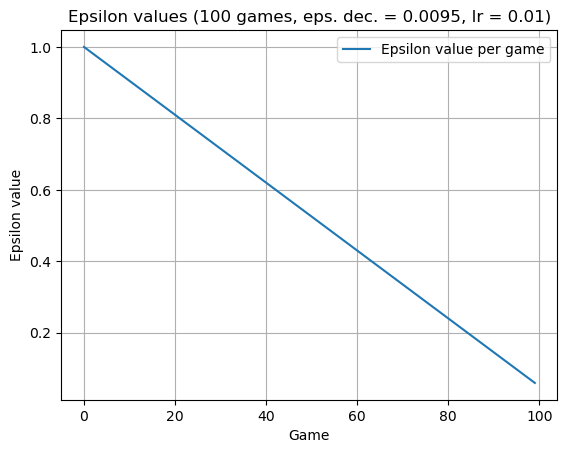 Epsilon values (100 games, eps. dec. = 0.0095, lr = 0.01)
Epsilon value per game
1.0
0.8
0.6
0.4
0.2
Epsilon value
0 20 40 60 80 100
Game